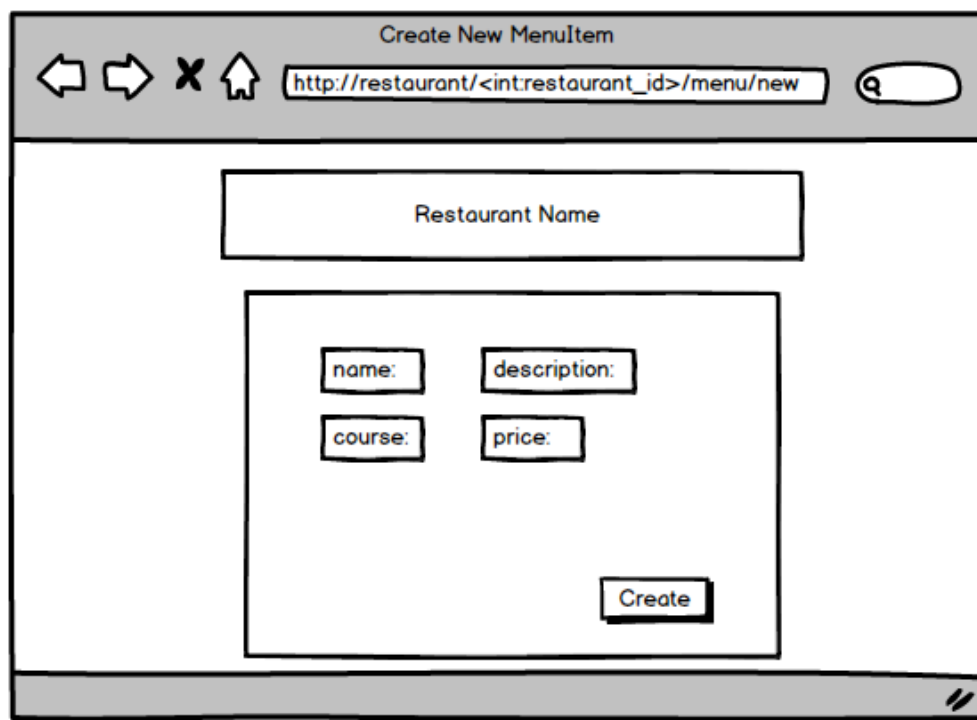 Create New MenuItem
http://restaurant/<int:restaurant_id>/menu/new
Restaurant Name
name: description:
course: price:
Create